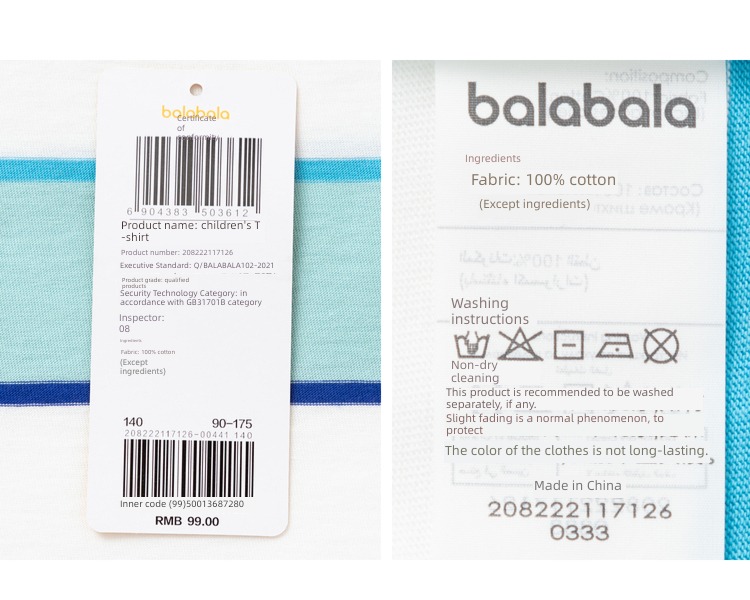 balabala
certificate
of
conformity
6 904383 503612
Product name: children's T
-shirt
Product number: 208222117126
Executive Standard: Q/BALABALA102-2021
Product grade: qualified
products
Security Technology Category: in
accordance with GB31701B category
Inspector:
08
Ingredients
Fabric: 100% cotton
(Except
ingredients)
140 90-175
208222117126-00441 140
Inner code (99)50013687280
RMB 99.00
balabala
Ingredients
Fabric: 100% cotton
(Except ingredients)
Washing
instructions
Non-dry
cleaning
This product is recommended to be washed
separately, if any.
Slight fading is a normal phenomenon, to
protect
The color of the clothes is not long-lasting.
Made in China
208222117126
0333